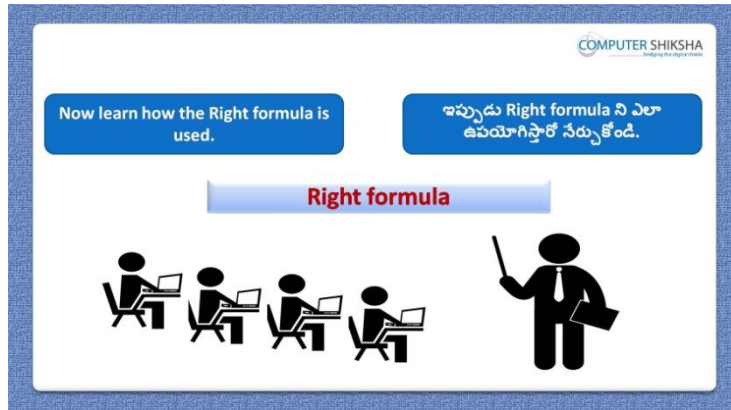 COMPUTER SHIKSHA
bridging the digital divide
Now learn how the Right formula is
used.
ఇప్పుడు Right formula ని ఎలా
ఉపయోగిస్తారో నేర్చుకోండి.
Right formula